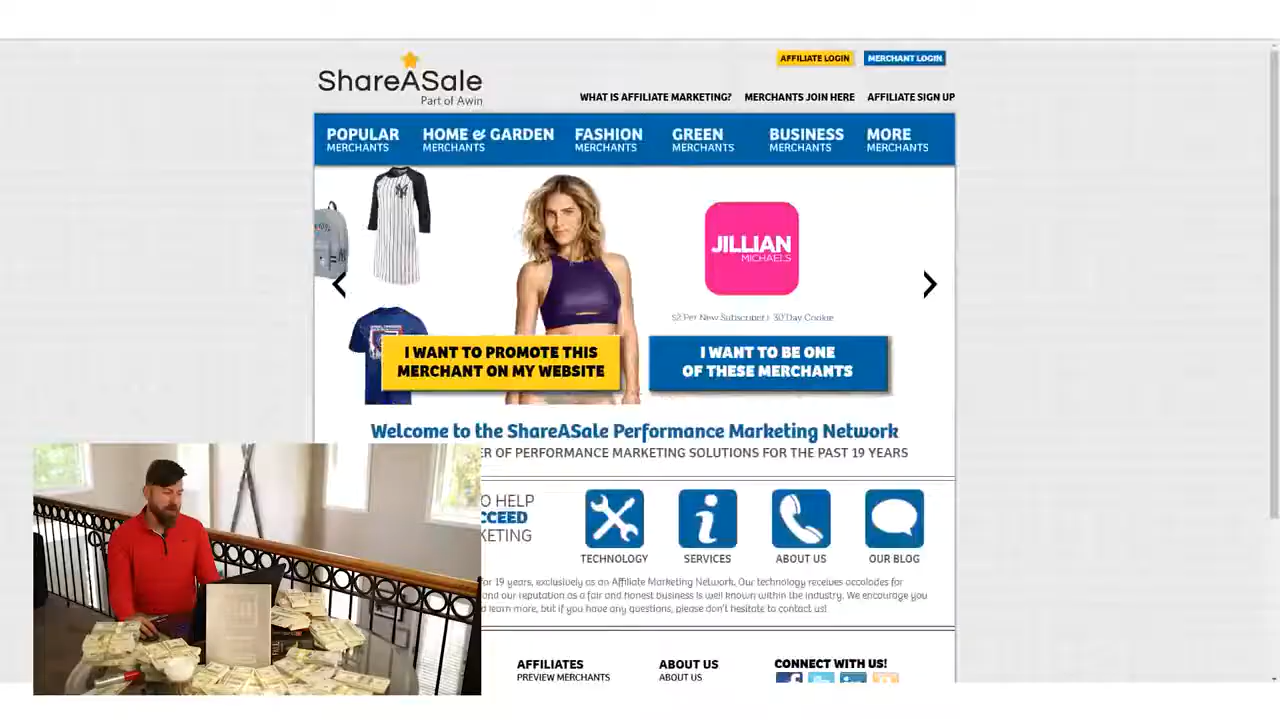 AFFILIATE LOGIN
MERCHANT LOGIN
ShareASale
Part of Awin
WHAT IS AFFILIATE MARKETING?
MERCHANTS JOIN HERE
AFFILIATE SIGN UP
POPULAR
MERCHANTS
HOME & GARDEN
MERCHANTS
FASHION
MERCHANTS
GREEN
MERCHANTS
BUSINESS
MERCHANTS
MORE
MERCHANTS
JILLIAN
MICHAELS
$2 Per New Subscriber | 30 Day Cookie
I WANT TO PROMOTE THIS
MERCHANT ON MY WEBSITE
I WANT TO BE ONE
OF THESE MERCHANTS
Welcome to the ShareASale Performance Marketing Network
ER OF PERFORMANCE MARKETING SOLUTIONS FOR THE PAST 19 YEARS
O HELP
CCEED
KETING
TECHNOLOGY
SERVICES
ABOUT US
OUR BLOG
for 19 years, exclusively as an Affiliate Marketing Network. Our technology receives accolades for
and our reputation as a fair and honest business is well known within the industry. We encourage you
learn more, but if you have any questions, please don't hesitate to contact us!
AFFILIATES
PREVIEW MERCHANTS
ABOUT US
ABOUT US
CONNECT WITH US!